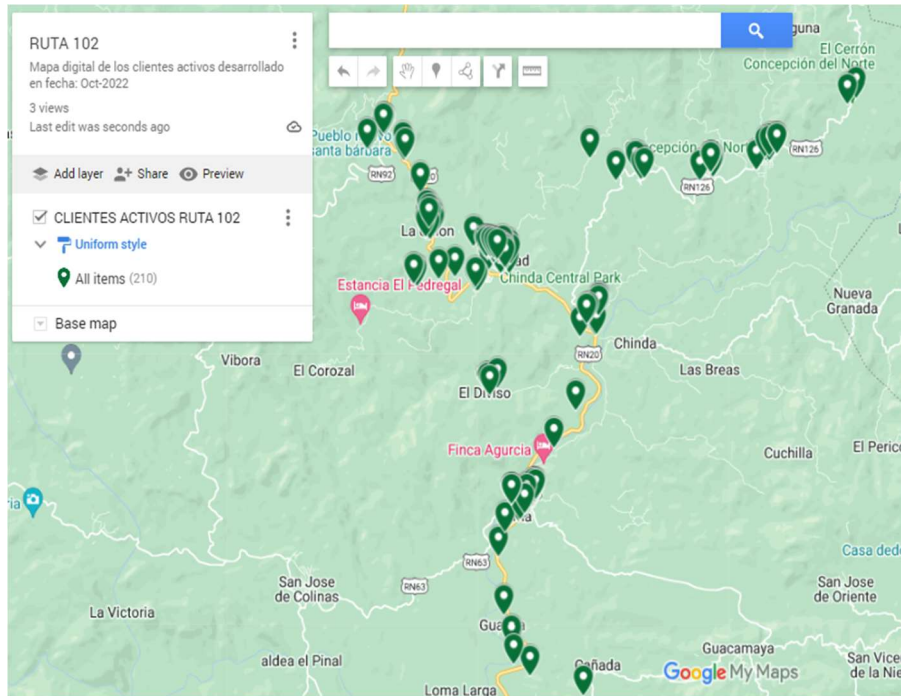 RUTA 102
Mapa digital de los clientes activos desarrollado
en fecha: Oct-2022
3 views
Last edit was seconds ago
Add layer
Share
Preview
CLIENTES ACTIVOS RUTA 102
Uniform style
All items (210)
Base map
El Cerrón
Concepción del Norte
santa bárbara
RN92
RN126
RN126
Chinda Central Park
Estancia El Pedregal
Nueva
Granada
RN20
Chinda
Vibora
El Corozal
Las Breas
Finca Agurcia
Cuchilla
El Perico
Casa dede
RN63
RN63
San Jose
de Colinas
San Jose
de Oriente
La Victoria
Guacamaya
aldea el Pinal
Cañada
Loma Larga
San Vice
de la Nie
Google My Maps